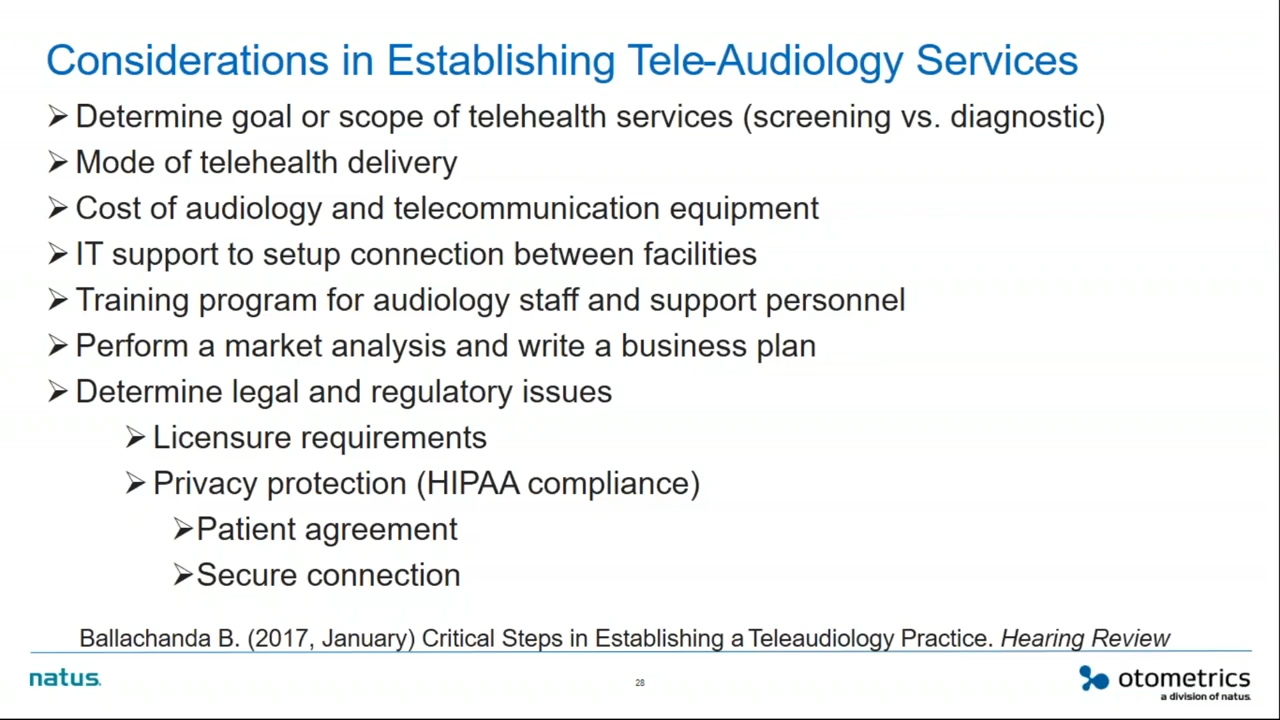 Considerations in Establishing Tele-Audiology Services
➢Determine goal or scope of telehealth services (screening vs. diagnostic)
➢Mode of telehealth delivery
➢Cost of audiology and telecommunication equipment
➢IT support to setup connection between facilities
➢Training program for audiology staff and support personnel
➢Perform a market analysis and write a business plan
➢Determine legal and regulatory issues
➢Licensure requirements
➢Privacy protection (HIPAA compliance)
➢Patient agreement
➢Secure connection
Ballachanda B. (2017, January) Critical Steps in Establishing a Teleaudiology Practice. Hearing Review
natus.
28
otometrics
a division of natus.